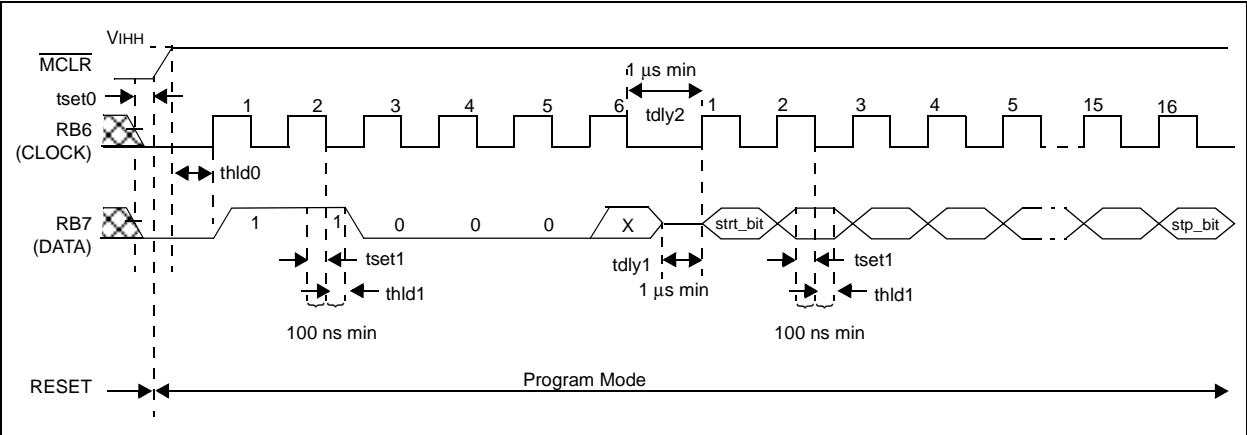 VIHH
MCLR
1 µs min
tset0
1 2 3 4 5 6 tdly2 1 2 3 4 5 15 16
RB6
(CLOCK)
thld0
RB7
(DATA)
1 1 0 0 0 X strt_bit stp_bit
tset1 tdly1 tset1
thld1 1 µs min thld1
100 ns min 100 ns min
RESET Program Mode